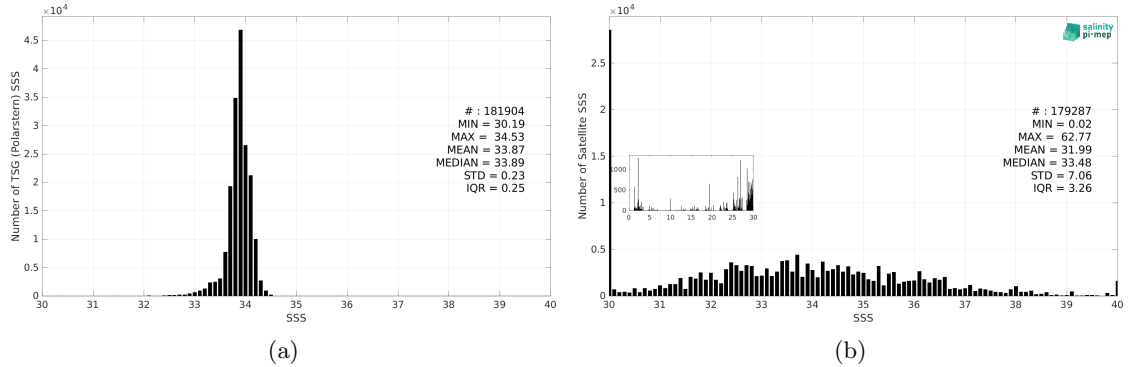 ×10⁴
4.5
4
3.5
3
2.5
2
1.5
1
0.5
0
Number of TSG (Polarstern) SSS
# : 181904
MIN = 30.19
MAX = 34.53
MEAN = 33.87
MEDIAN = 33.89
STD = 0.23
IQR = 0.25
30 31 32 33 34 35 36 37 38 39 40
SSS
(a)
×10⁴
2.5
2
1.5
1
0.5
0
Number of Satellite SSS
salinity
pi-mep
# : 179287
MIN = 0.02
MAX = 62.77
MEAN = 31.99
MEDIAN = 33.48
STD = 7.06
IQR = 3.26
1000
500
0
0 5 10 15 20 25 30
30 31 32 33 34 35 36 37 38 39 40
SSS
(b)